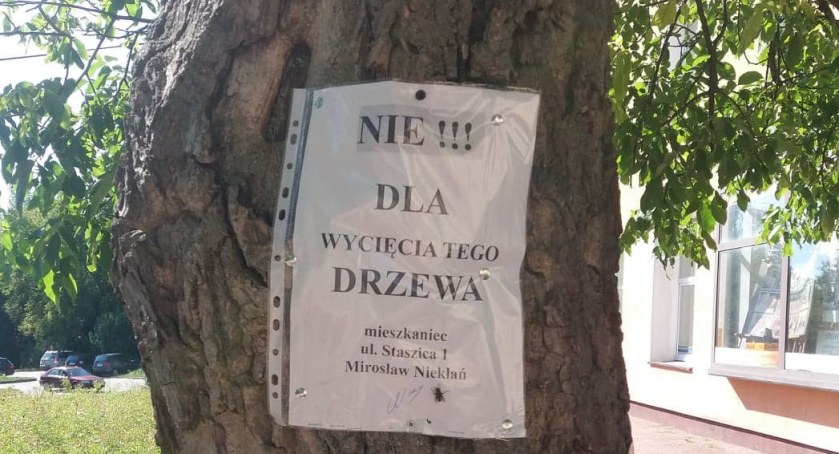 NIE !!!
DLA
WYCIĘCIA TEGO
DRZEWA
mieszkaniec
ul. Staszica 1
Mirosław Niekłań